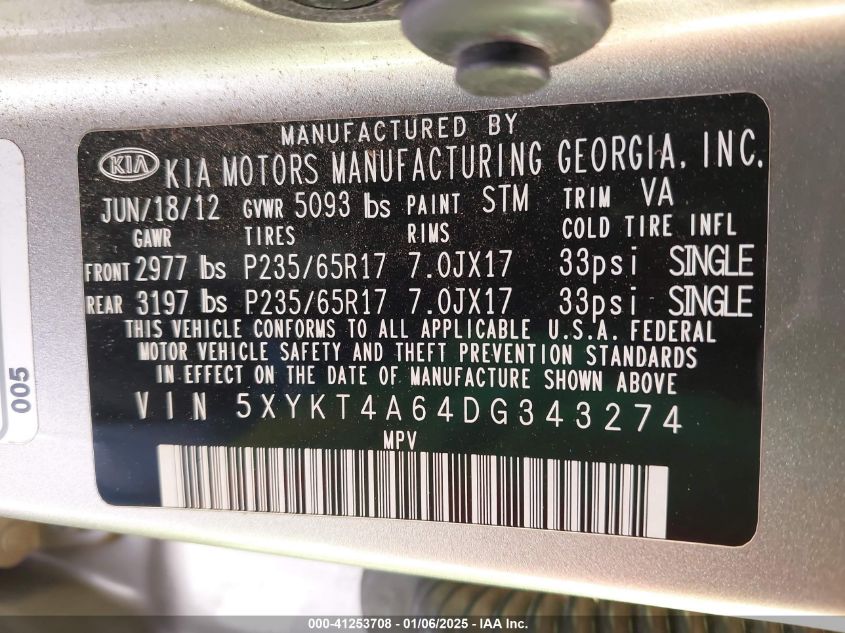 MANUFACTURED BY
KIA KIA MOTORS MANUFACTURING GEORGIA, INC.
JUN/18/12 GVWR 5093 lbs PAINT STM TRIM VA
GAWR TIRES RIMS COLD TIRE INFL
FRONT 2977 lbs P235/65R17 7.0JX17 33psi SINGLE
REAR 3197 lbs P235/65R17 7.0JX17 33psi SINGLE
THIS VEHICLE CONFORMS TO ALL APPLICABLE U.S.A. FEDERAL
MOTOR VEHICLE SAFETY AND THEFT PREVENTION STANDARDS
IN EFFECT ON THE DATE OF MANUFACTURE SHOWN ABOVE
VIN 5XYKT4A64DG343274
MPV
005
000-41253708 - 01/06/2025 - IAA Inc.